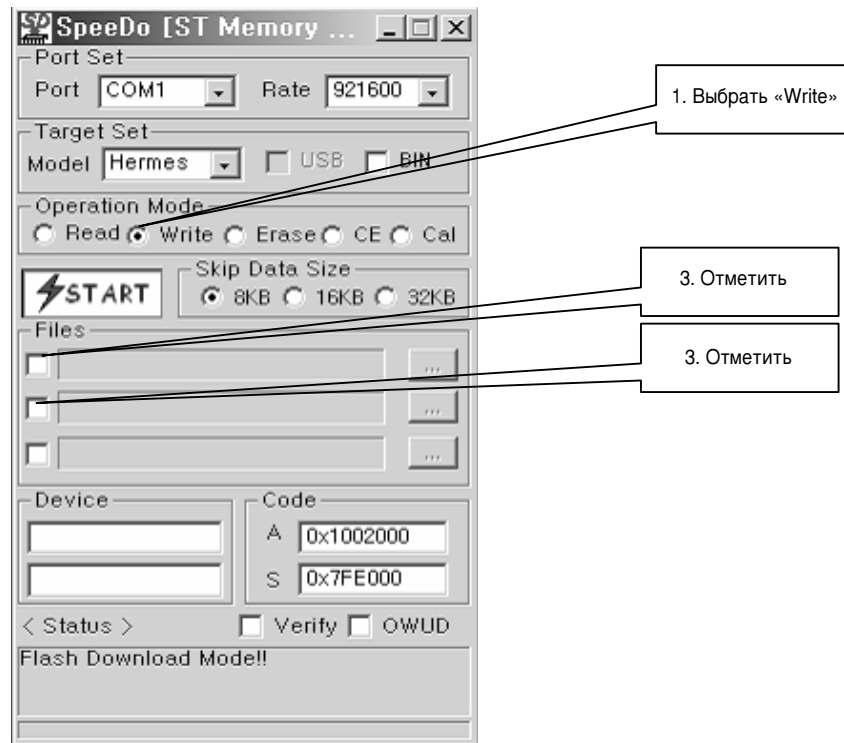 SpeeDo [ST Memory ...
Port Set
Port COM1 Rate 921600
1. Выбрать «Write»
Target Set
Model Hermes USB BIN
Operation Mode
Read Write Erase CE Cal
START
Skip Data Size
8KB 16KB 32KB
3. Отметить
Files
...
3. Отметить
...
...
Device
Code
A 0x1002000
S 0x7FE000
< Status > Verify OWUD
Flash Download Mode!!